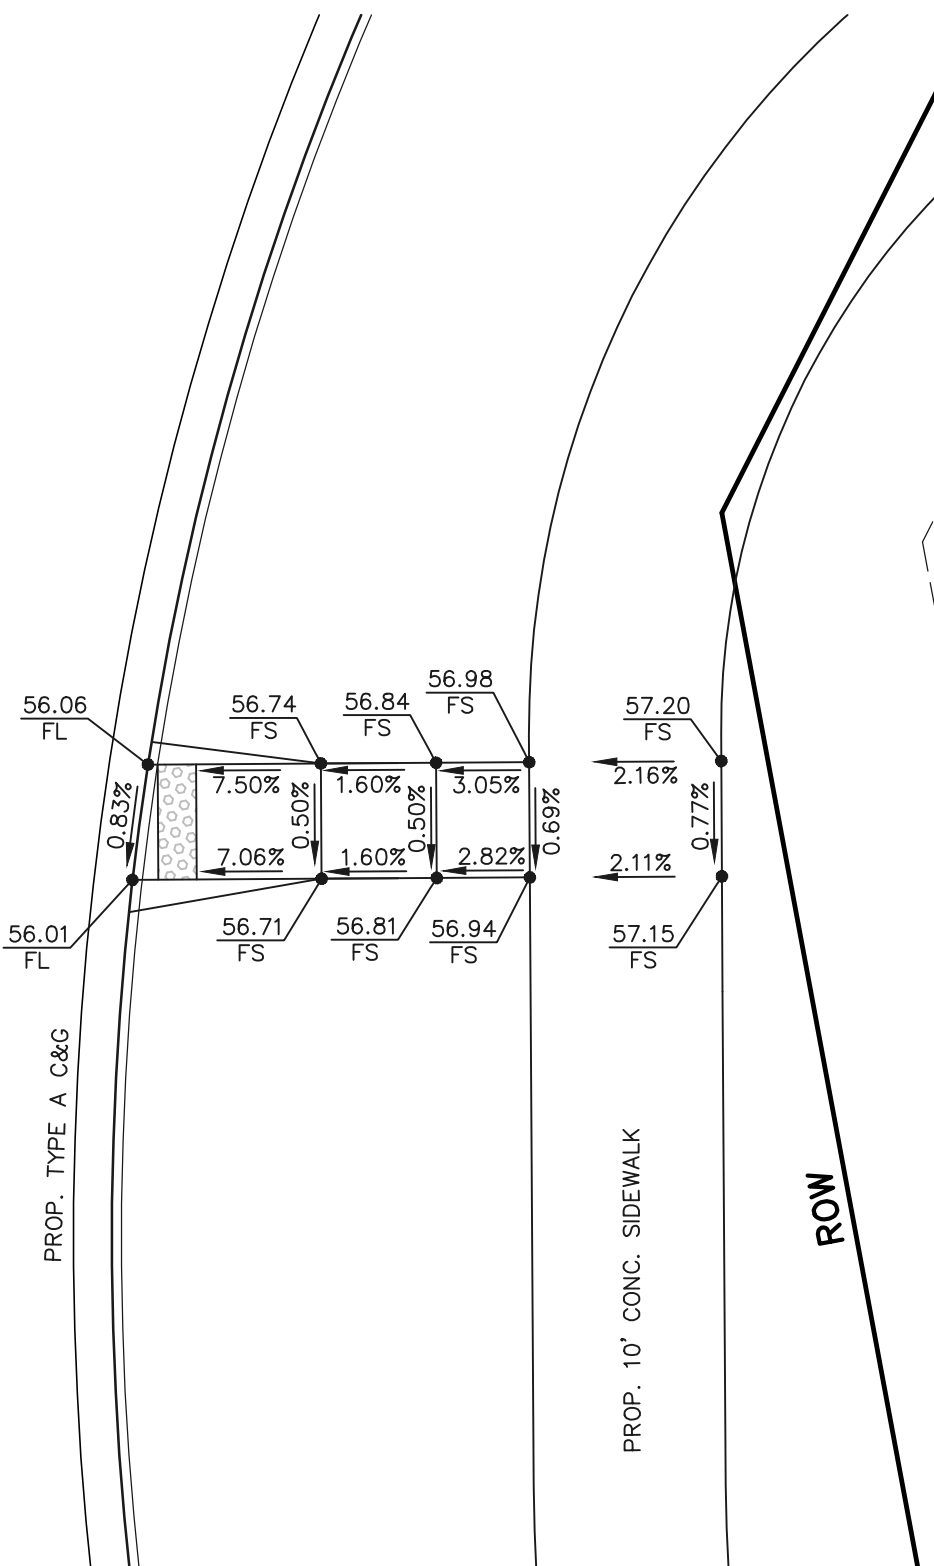 56.98
FS
56.06
FL
56.74
FS
56.84
FS
57.20
FS
7.50%
1.60%
3.05%
2.16%
0.83%
0.50%
0.50%
0.69%
0.77%
7.06%
1.60%
2.82%
2.11%
56.01
FL
56.71
FS
56.81
FS
56.94
FS
57.15
FS
PROP. TYPE A C&G
PROP. 10' CONC. SIDEWALK
ROW